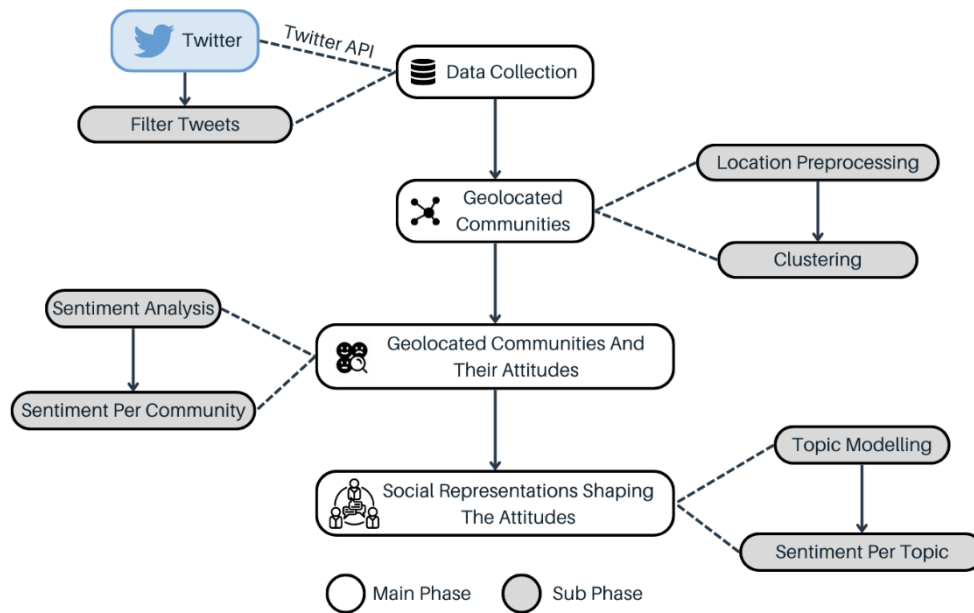 Twitter
Twitter API
Data Collection
Filter Tweets
Location Preprocessing
Geolocated
Communities
Clustering
Sentiment Analysis
Geolocated Communities And
Their Attitudes
Sentiment Per Community
Topic Modelling
Social Representations Shaping
The Attitudes
Sentiment Per Topic
Main Phase
Sub Phase